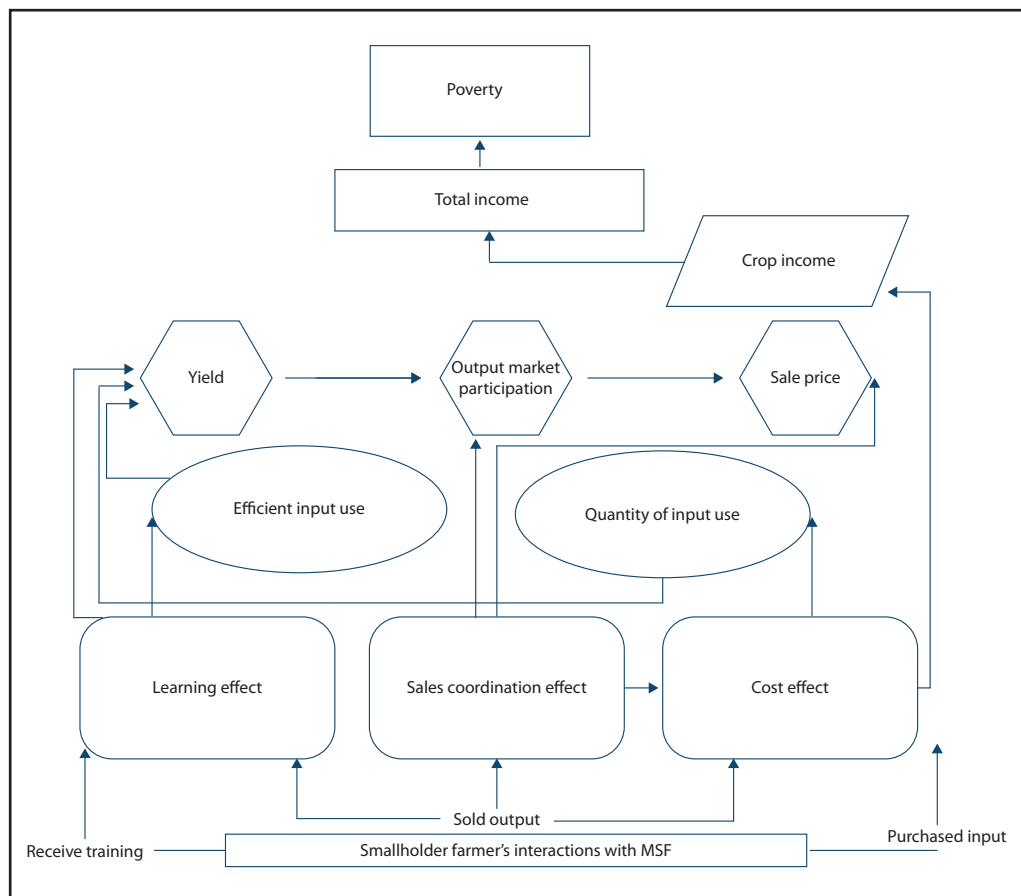 Poverty
Total income
Crop income
Yield
Output market
participation
Sale price
Efficient input use
Quantity of input use
Learning effect
Sales coordination effect
Cost effect
Sold output
Receive training
Smallholder farmer's interactions with MSF
Purchased input